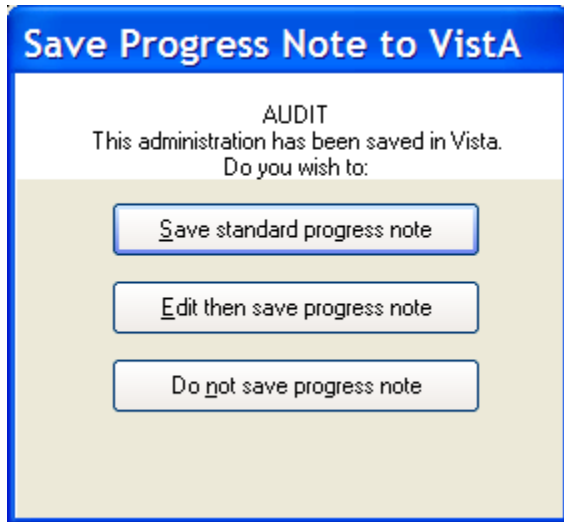 Save Progress Note to VistA
AUDIT
This administration has been saved in Vista.
Do you wish to:
Save standard progress note
Edit then save progress note
Do not save progress note